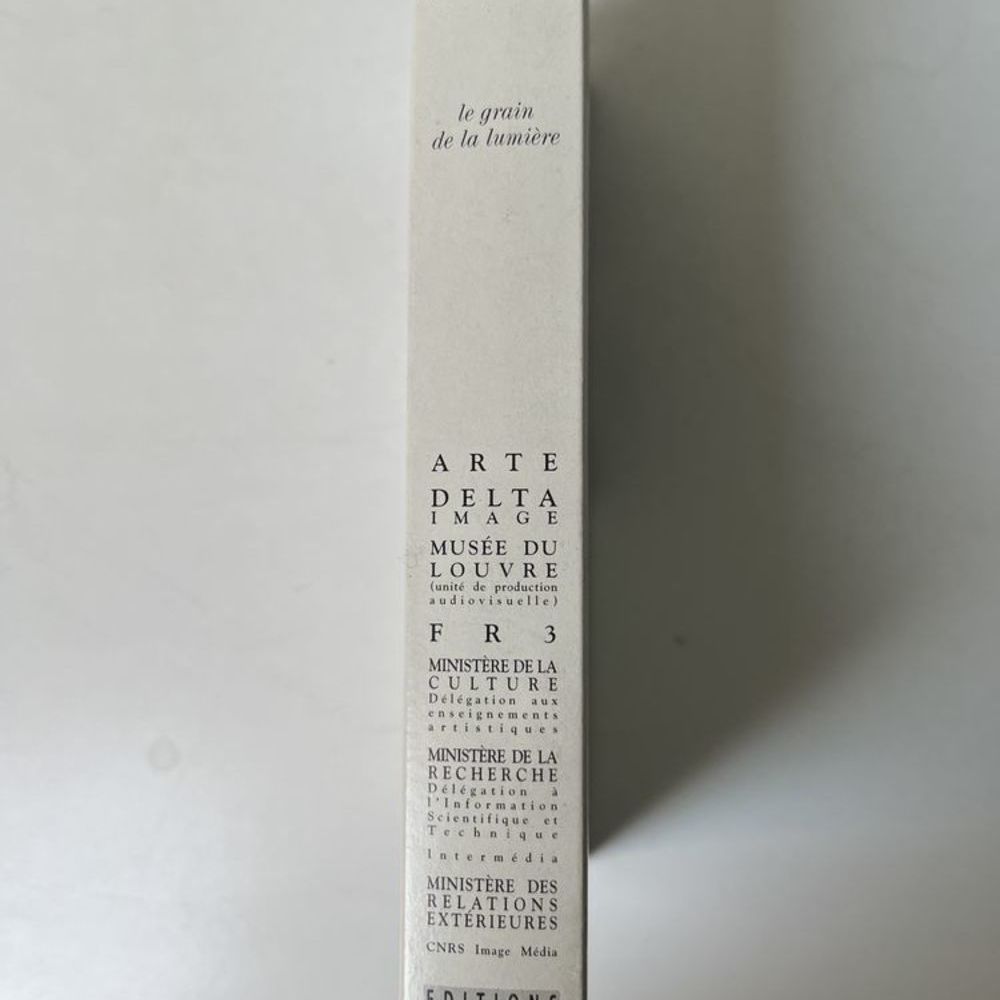 le grain
de la lumière
ARTE
DELTA
IMAGE
MUSÉE DU
LOUVRE
(unité de production
audiovisuelle)
FR3
MINISTÈRE DE LA
CULTURE
Délégation aux
enseignements
artistiques
MINISTÈRE DE LA
RECHERCHE
Délégation à
l'Information
Scientifique et
Technique
Intermédia
MINISTÈRE DES
RELATIONS
EXTÉRIEURES
CNRS Image Média
EDITIONS